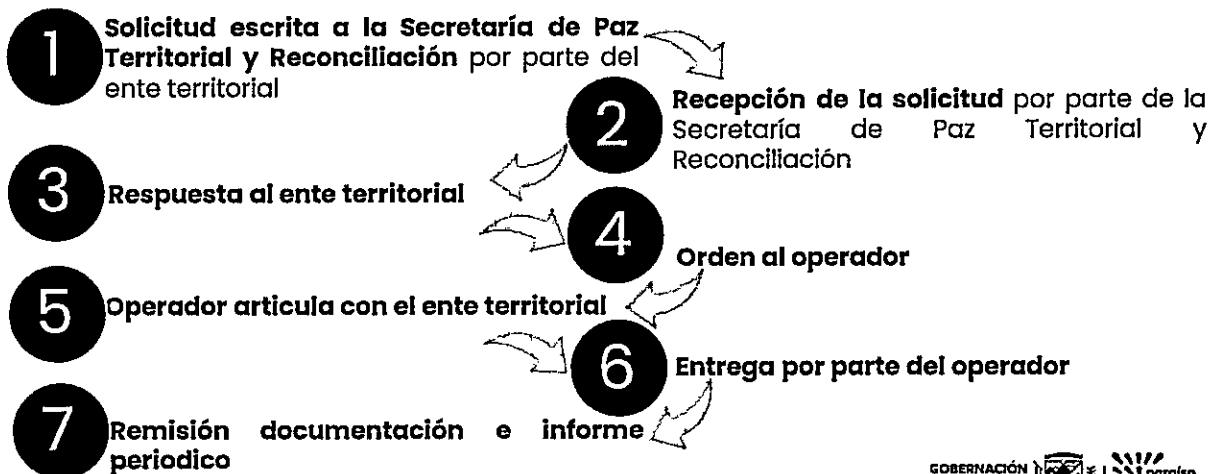 1
Solicitud escrita a la Secretaría de Paz
Territorial y Reconciliación por parte del
ente territorial
2
Recepción de la solicitud por parte de la
Secretaría de Paz Territorial y
Reconciliación
3
Respuesta al ente territorial
4
Orden al operador
5
Operador articula con el ente territorial
6
Entrega por parte del operador
7
Remisión documentación e informe
periodico
GOBERNACIÓN